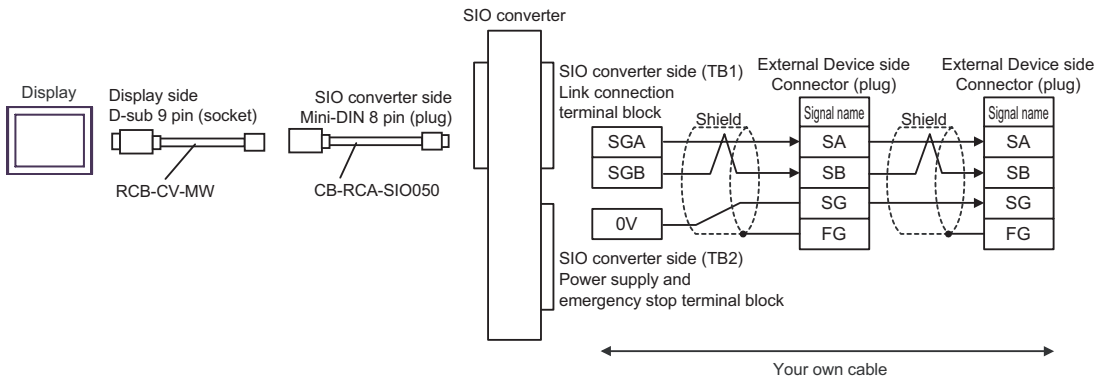 SIO converter
Display
Display side
D-sub 9 pin (socket)
RCB-CV-MW
SIO converter side
Mini-DIN 8 pin (plug)
CB-RCA-SIO050
SIO converter side (TB1)
Link connection
terminal block
SGA
SGB
0V
SIO converter side (TB2)
Power supply and
emergency stop terminal block
Shield
External Device side
Connector (plug)
Signal name
SA
SB
SG
FG
Shield
External Device side
Connector (plug)
Signal name
SA
SB
SG
FG
Your own cable